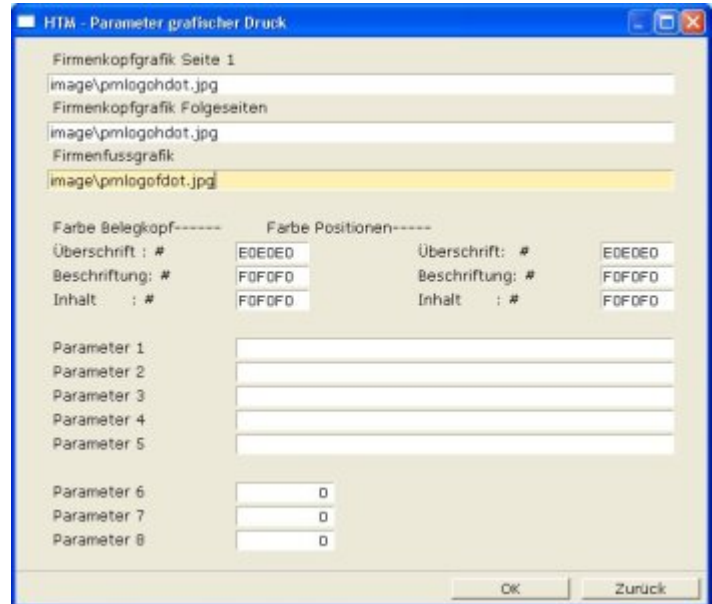 HTM - Parameter grafischer Druck
Firmenkopfgrafik Seite 1
image\pmlogohdot.jpg
Firmenkopfgrafik Folgeseiten
image\pmlogohdot.jpg
Firmenfussgrafik
image\pmlogofdot.jpg
Farbe Belegkopf------ Farbe Positionen-----
Überschrift : # E0E0E0 Überschrift: # E0E0E0
Beschriftung: # F0F0F0 Beschriftung: # F0F0F0
Inhalt : # F0F0F0 Inhalt : # F0F0F0
Parameter 1
Parameter 2
Parameter 3
Parameter 4
Parameter 5
Parameter 6 0
Parameter 7 0
Parameter 8 0
OK Zurück